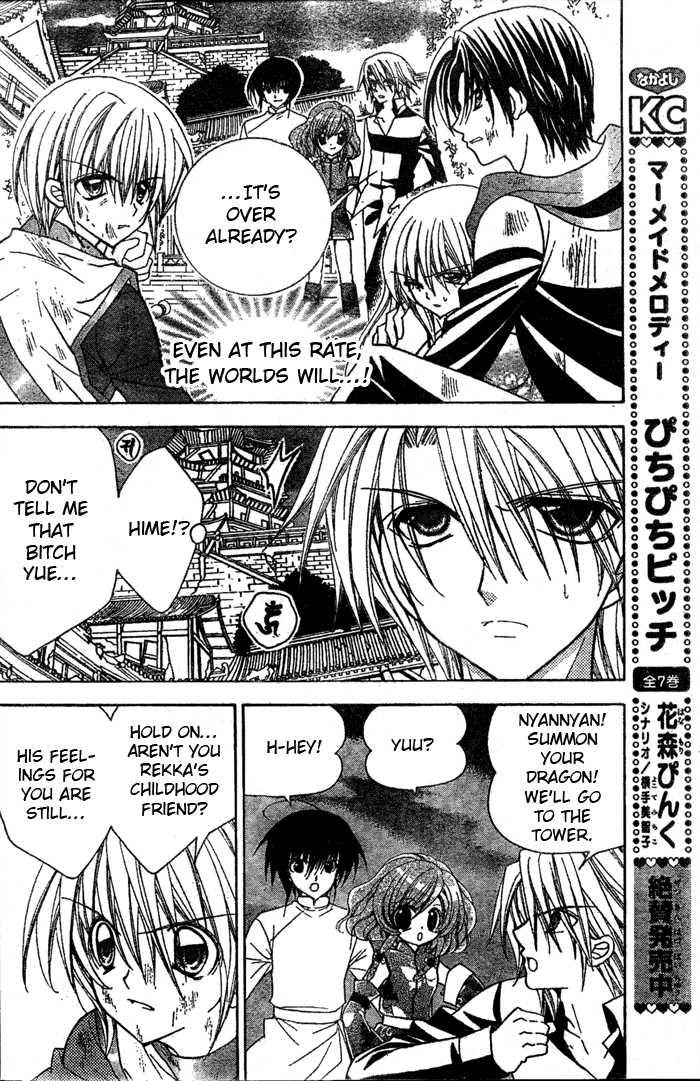 ...IT'S
OVER
ALREADY?
EVEN AT THIS RATE,
THE WORLDS WILL...!
HIME!?
DON'T
TELL ME
THAT
BITCH
YUE...
NYANNYAN!
SUMMON
YOUR
DRAGON!
WE'LL GO
TO THE
TOWER.
YUU?
H-HEY!
HOLD ON...
AREN'T YOU
REKKA'S
CHILDHOOD
FRIEND?
HIS FEEL-
INGS FOR
YOU ARE
STILL...
なかよし
KC
マーメイドメロディー ぴちぴちピッチ
全7巻
花森ぴんく
シナリオ/横手美智子
絶賛発売中